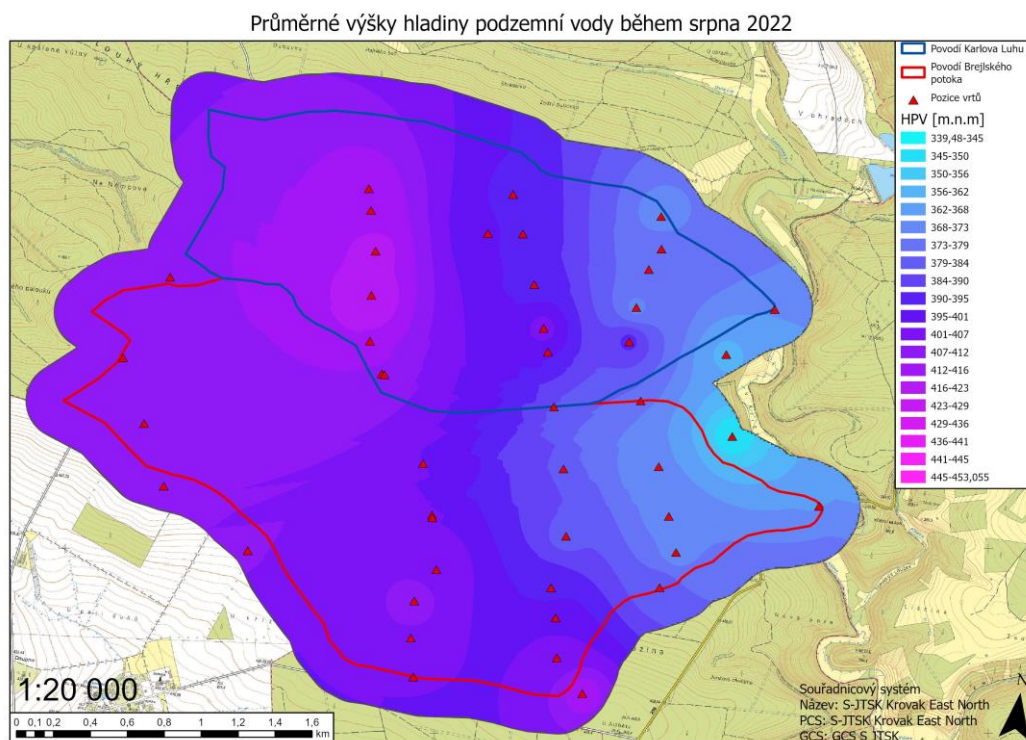 Průměrné výšky hladiny podzemní vody během srpna 2022
Povodí Karlova Luhu
Povodí Brejlského
potoka
Pozice vrtů
HPV [m.n.m]
339,48-345
345-350
350-356
356-362
362-368
368-373
373-379
379-384
384-390
390-395
395-401
401-407
407-412
412-416
416-423
423-429
429-436
436-441
441-445
445-453,055
V ohradách
Na Němcově
1:20 000
0 0,1 0,2 0,4 0,6 0,8 1 1,2 1,4 1,6
km
Souřadnicový systém
Název: S-JTSK Krovak East North
PCS: S-JTSK Krovak East North
GCS: GCS S JTSK
N